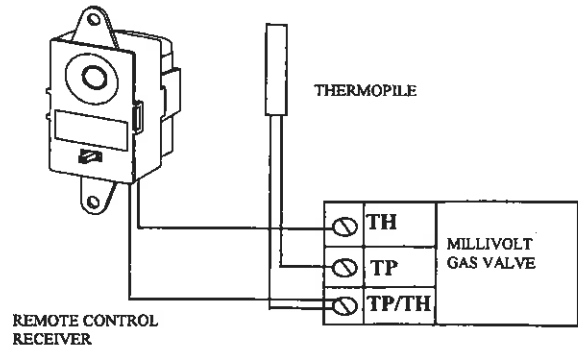 THERMOPILE
TH
TP
TP/TH
MILLIVOLT
GAS VALVE
REMOTE CONTROL
RECEIVER